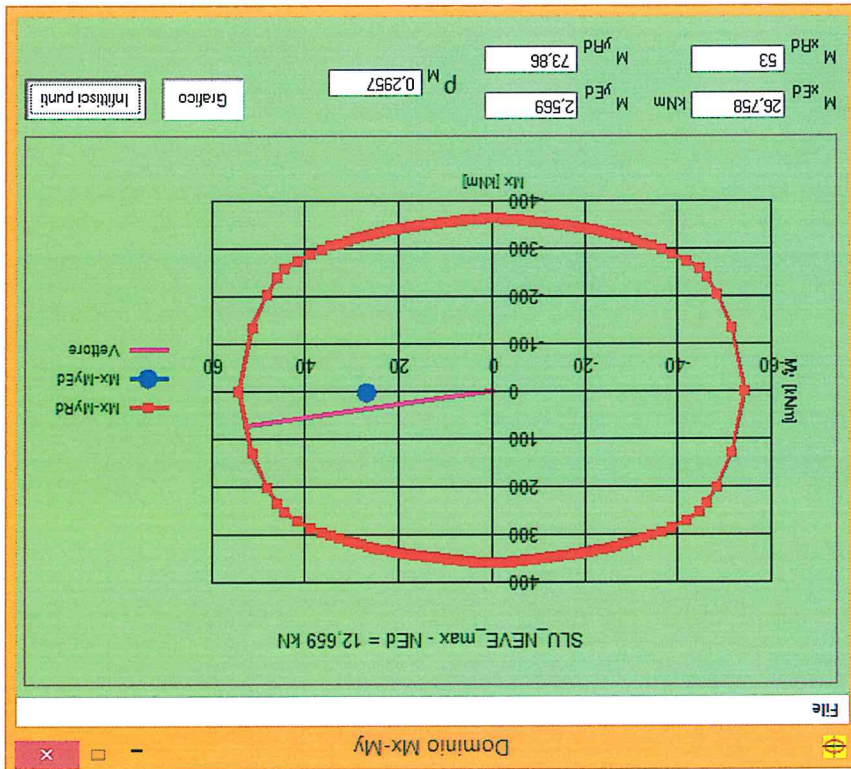 Dominio Mx-My
File
SLU_NEVE_max - NEd = 12,659 kN
400
300
200
100
0
-100
-200
-300
-400
-60 -40 -20 0 20 40 60
My [kNm]
Mx [kNm]
Mx-MyRd
Mx-MyEd
Vettore
M xEd 26,758 kNm M yEd 2,569
M xRd 53 M yRd 73,86
ρ M 0,2957
Grafico
Infittisci punti